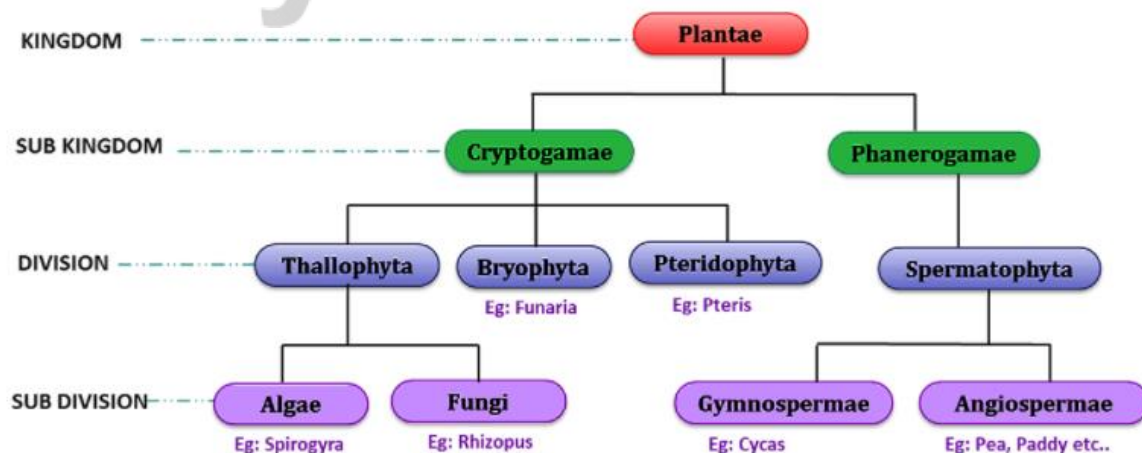 KINGDOM
Plantae
SUB KINGDOM
Cryptogamae
Phanerogamae
DIVISION
Thallophyta
Bryophyta
Pteridophyta
Spermatophyta
Eg: Funaria
Eg: Pteris
SUB DIVISION
Algae
Fungi
Gymnospermae
Angiospermae
Eg: Spirogyra
Eg: Rhizopus
Eg: Cycas
Eg: Pea, Paddy etc..